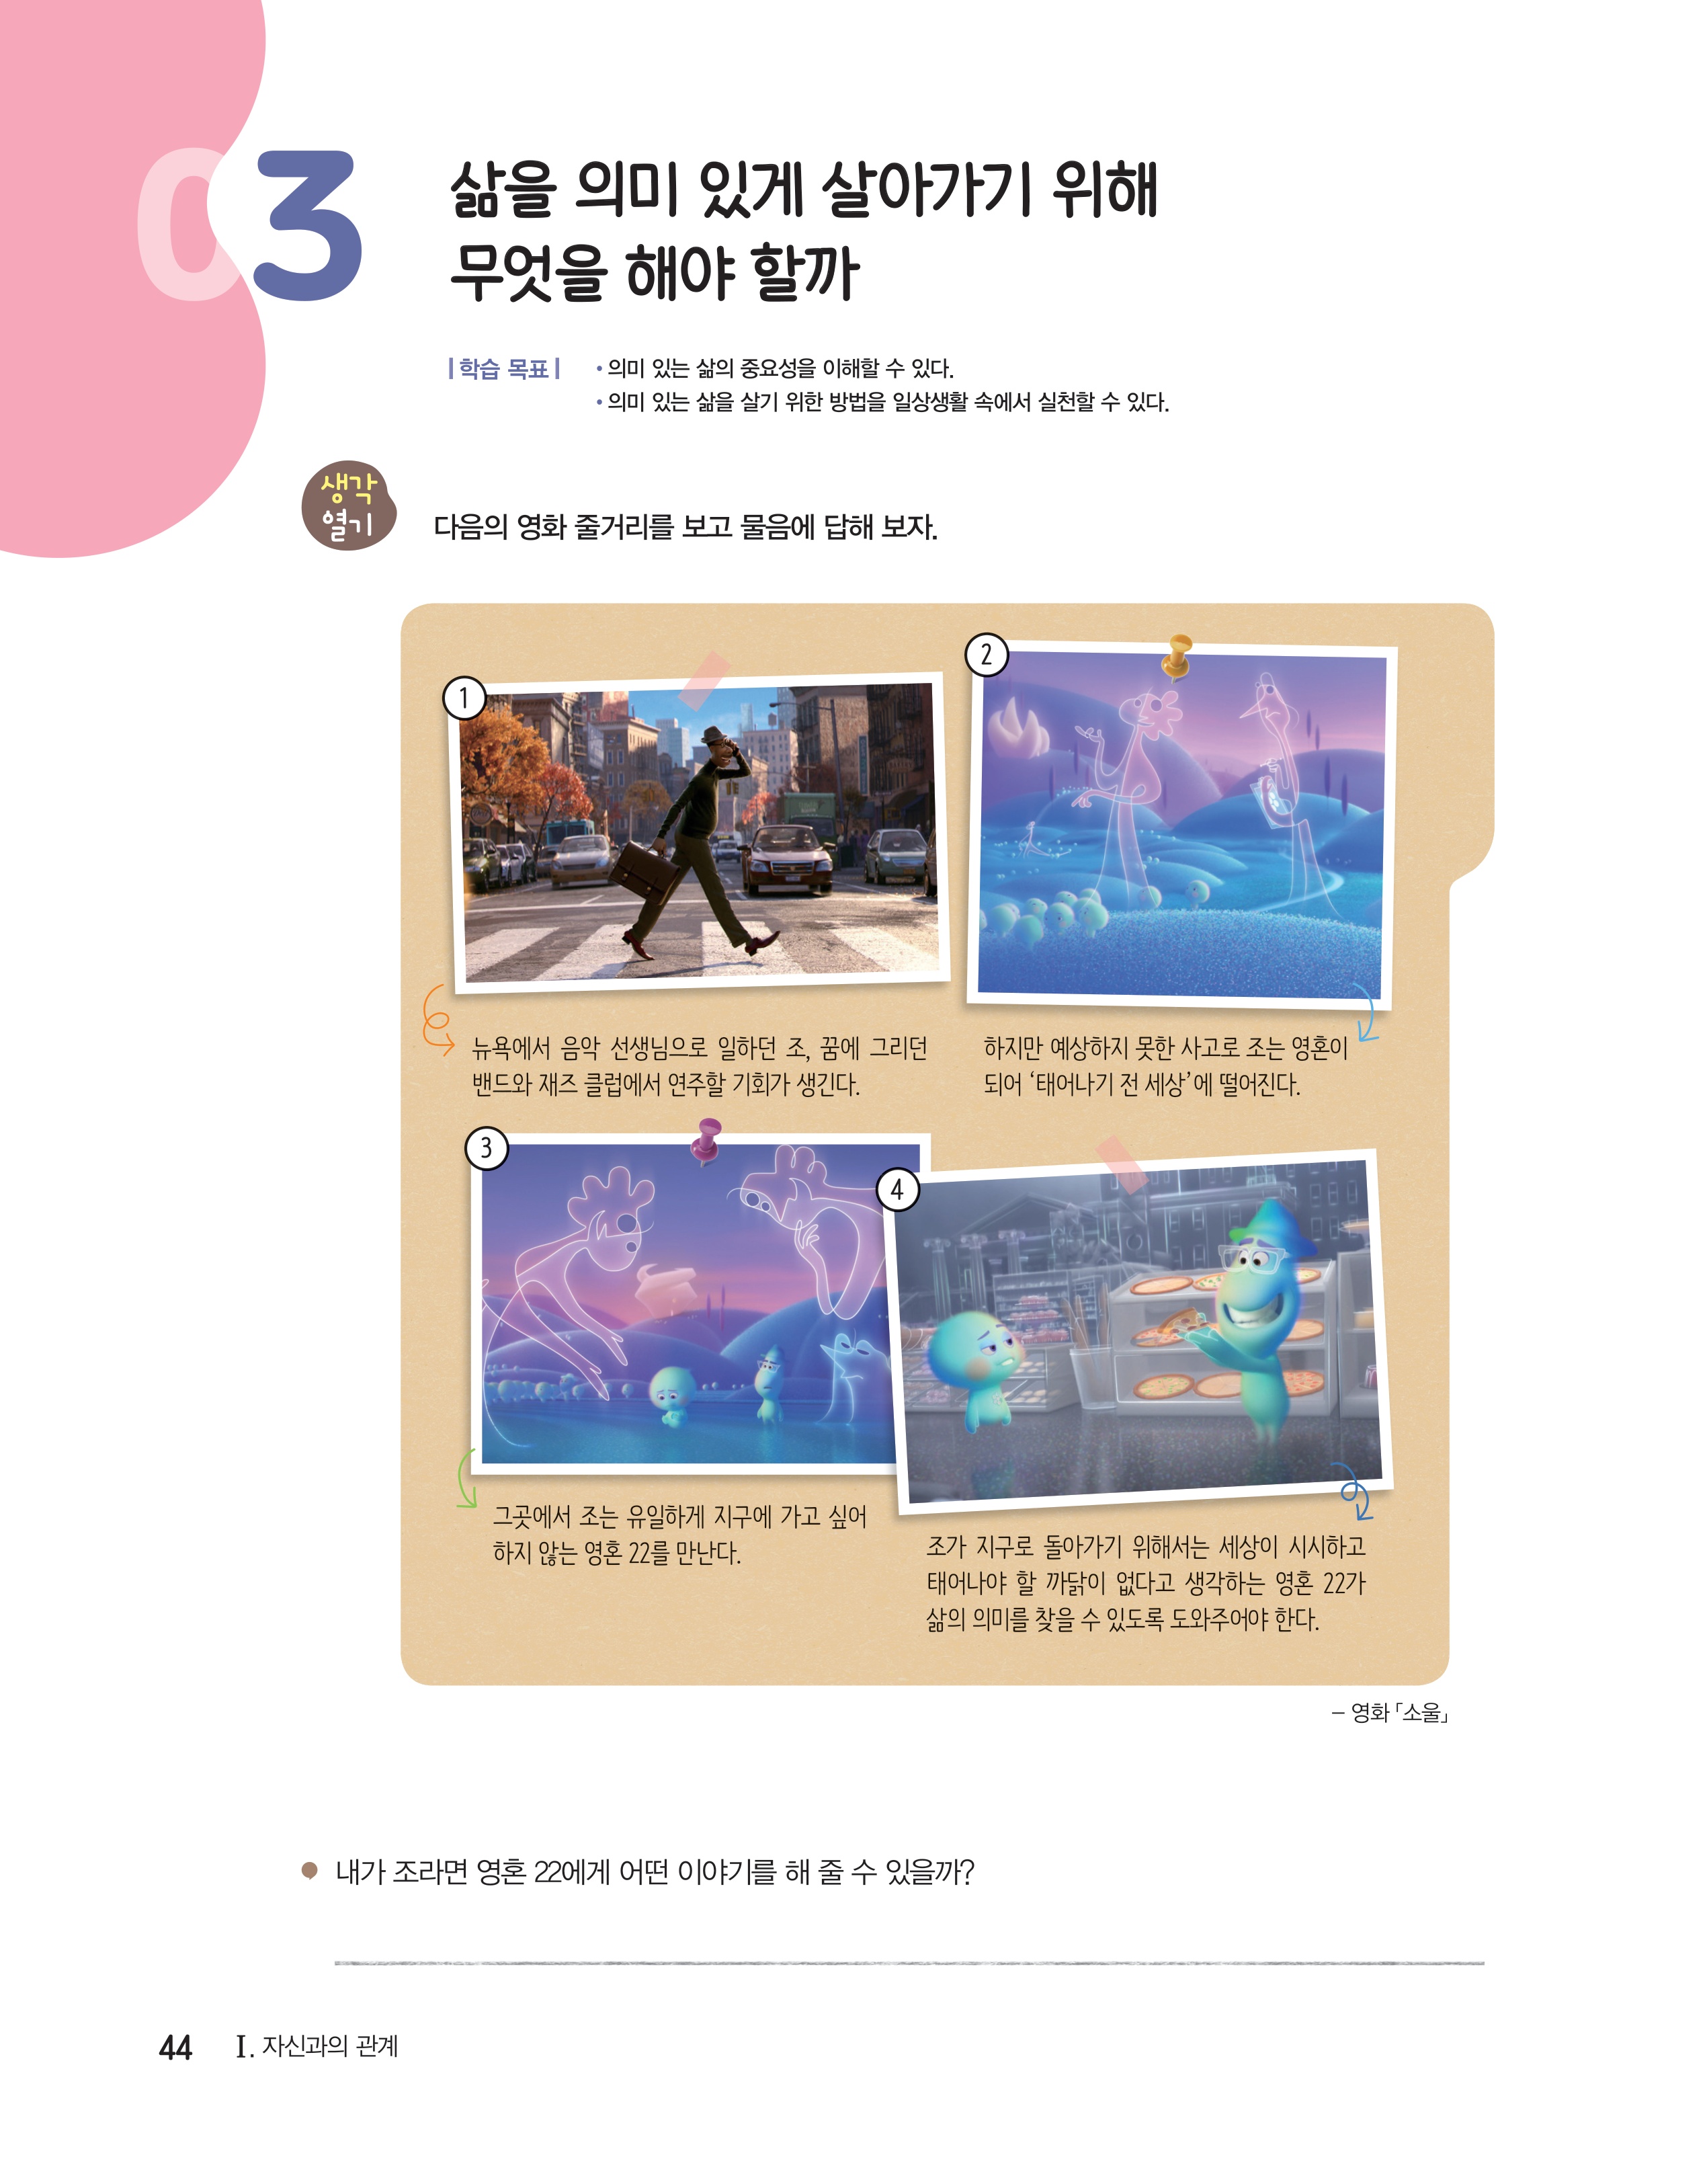 03
삶을 의미 있게 살아가기 위해
무엇을 해야 할까
학습 목표
• 의미 있는 삶의 중요성을 이해할 수 있다.
• 의미 있는 삶을 살기 위한 방법을 일상생활 속에서 실천할 수 있다.
생각
열기
다음의 영화 줄거리를 보고 물음에 답해 보자.
1
뉴욕에서 음악 선생님으로 일하던 조, 꿈에 그리던
밴드와 재즈 클럽에서 연주할 기회가 생긴다.
2
하지만 예상하지 못한 사고로 조는 영혼이
되어 ‘태어나기 전 세상’에 떨어진다.
3
그곳에서 조는 유일하게 지구에 가고 싶어
하지 않는 영혼 22를 만난다.
4
조가 지구로 돌아가기 위해서는 세상이 시시하고
태어나야 할 까닭이 없다고 생각하는 영혼 22가
삶의 의미를 찾을 수 있도록 도와주어야 한다.
– 영화 「소울」
내가 조라면 영혼 22에게 어떤 이야기를 해 줄 수 있을까?
44 Ⅰ. 자신과의 관계